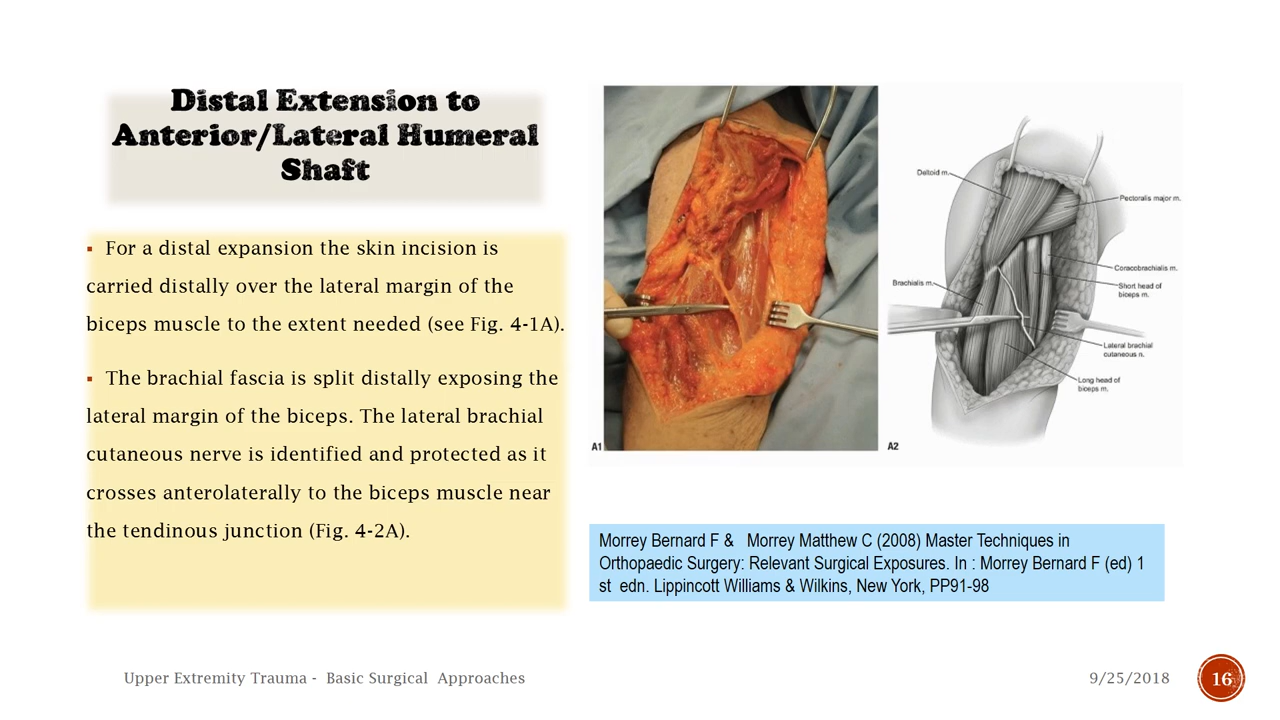 Distal Extension to
Anterior/Lateral Humeral
Shaft
▪ For a distal expansion the skin incision is
carried distally over the lateral margin of the
biceps muscle to the extent needed (see Fig. 4-1A).
▪ The brachial fascia is split distally exposing the
lateral margin of the biceps. The lateral brachial
cutaneous nerve is identified and protected as it
crosses anterolaterally to the biceps muscle near
the tendinous junction (Fig. 4-2A).
A1
Deltoid m.
Pectoralis major m.
Coracobrachialis m.
Brachialis m.
Short head of
biceps m.
Lateral brachial
cutaneous n.
Long head of
biceps m.
A2
Morrey Bernard F & Morrey Matthew C (2008) Master Techniques in
Orthopaedic Surgery: Relevant Surgical Exposures. In : Morrey Bernard F (ed) 1
st edn. Lippincott Williams & Wilkins, New York, PP91-98
Upper Extremity Trauma - Basic Surgical Approaches
9/25/2018
16